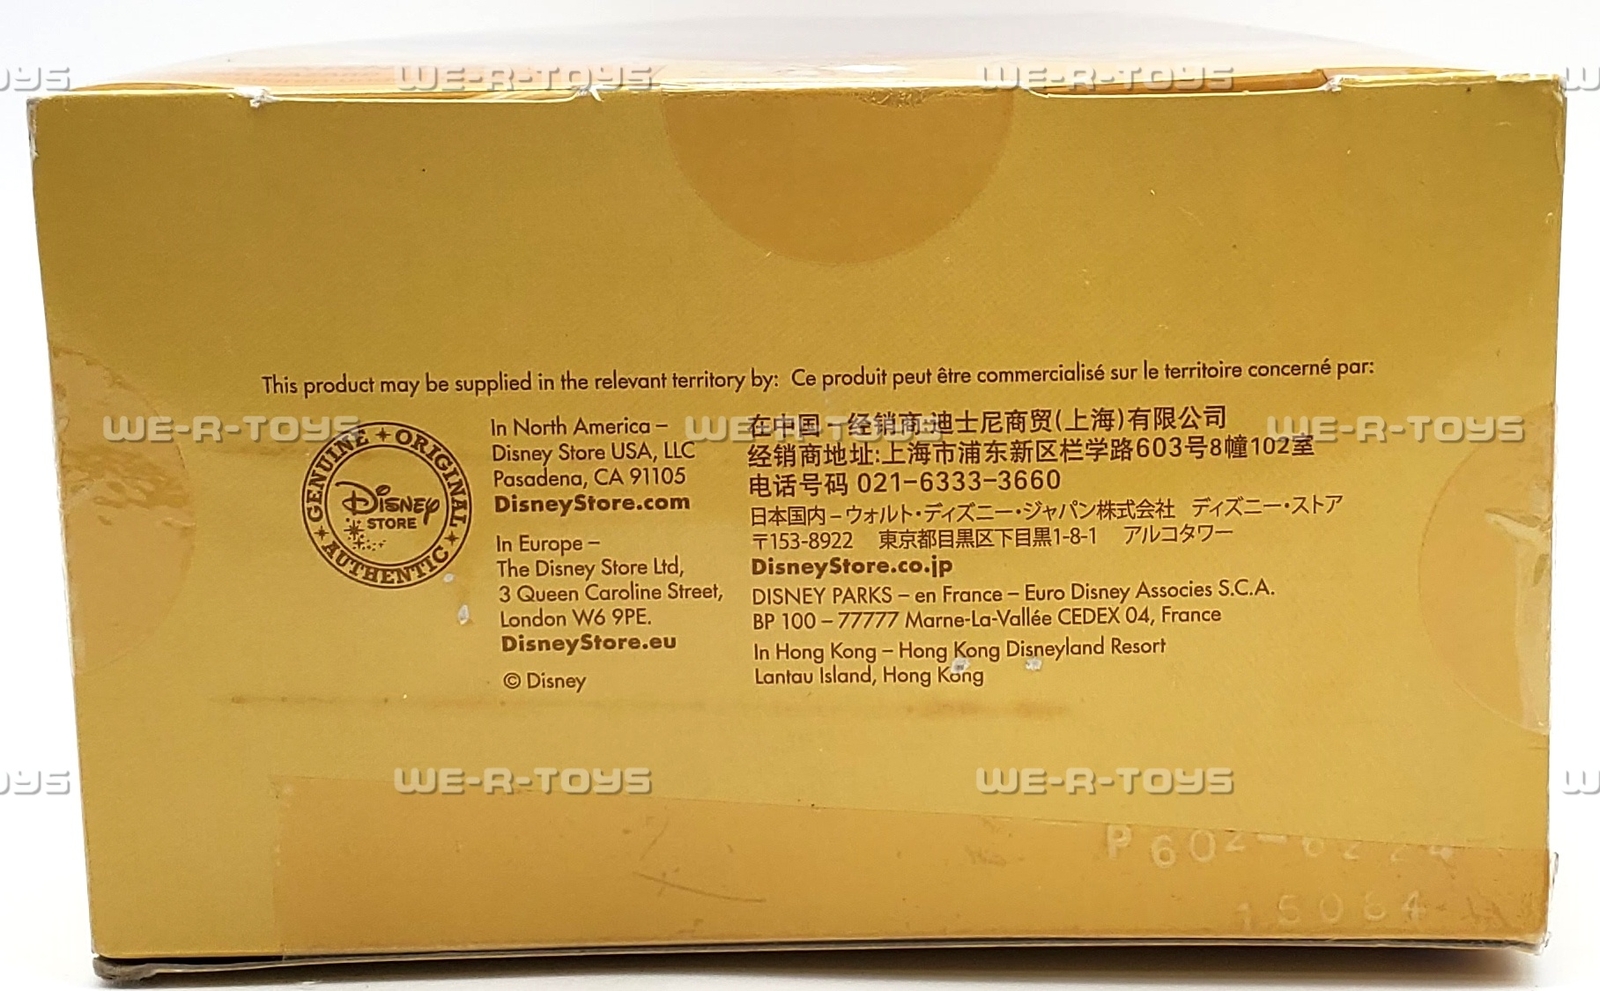 This product may be supplied in the relevant territory by: Ce produit peut être commercialisé sur le territoire concerné par:
GENUINE ORIGINAL AUTHENTIC
Disney
STORE
In North America –
Disney Store USA, LLC
Pasadena, CA 91105
DisneyStore.com
In Europe –
The Disney Store Ltd,
3 Queen Caroline Street,
London W6 9PE.
DisneyStore.eu
© Disney
在中国 – 经销商:迪士尼商贸(上海)有限公司
经销商地址:上海市浦东新区栏学路603号8幢102室
电话号码 021-6333-3660
日本国内 – ウォルト・ディズニー・ジャパン株式会社 ディズニー・ストア
〒153-8922 東京都目黒区下目黒1-8-1 アルコタワー
DisneyStore.co.jp
DISNEY PARKS – en France – Euro Disney Associes S.C.A.
BP 100 – 77777 Marne-La-Vallée CEDEX 04, France
In Hong Kong – Hong Kong Disneyland Resort
Lantau Island, Hong Kong
P 602-6224
15064
WE-R-TOYS
WE-R-TOYS
WE-R-TOYS
WE-R-TOYS
WE-R-TOYS
WE-R-TOYS
WE-R-TOYS